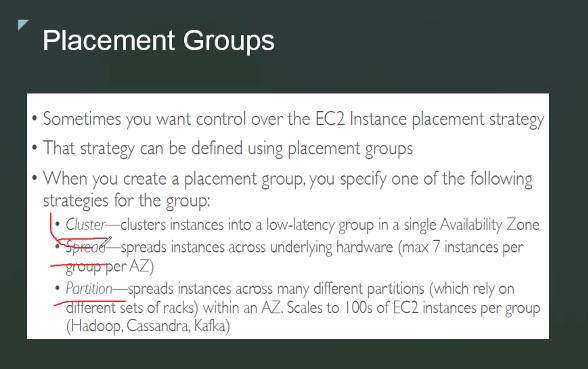 Placement Groups
• Sometimes you want control over the EC2 Instance placement strategy
• That strategy can be defined using placement groups
• When you create a placement group, you specify one of the following
strategies for the group:
• Cluster—clusters instances into a low-latency group in a single Availability Zone
• Spread—spreads instances across underlying hardware (max 7 instances per
group per AZ)
• Partition—spreads instances across many different partitions (which rely on
different sets of racks) within an AZ. Scales to 100s of EC2 instances per group
(Hadoop, Cassandra, Kafka)